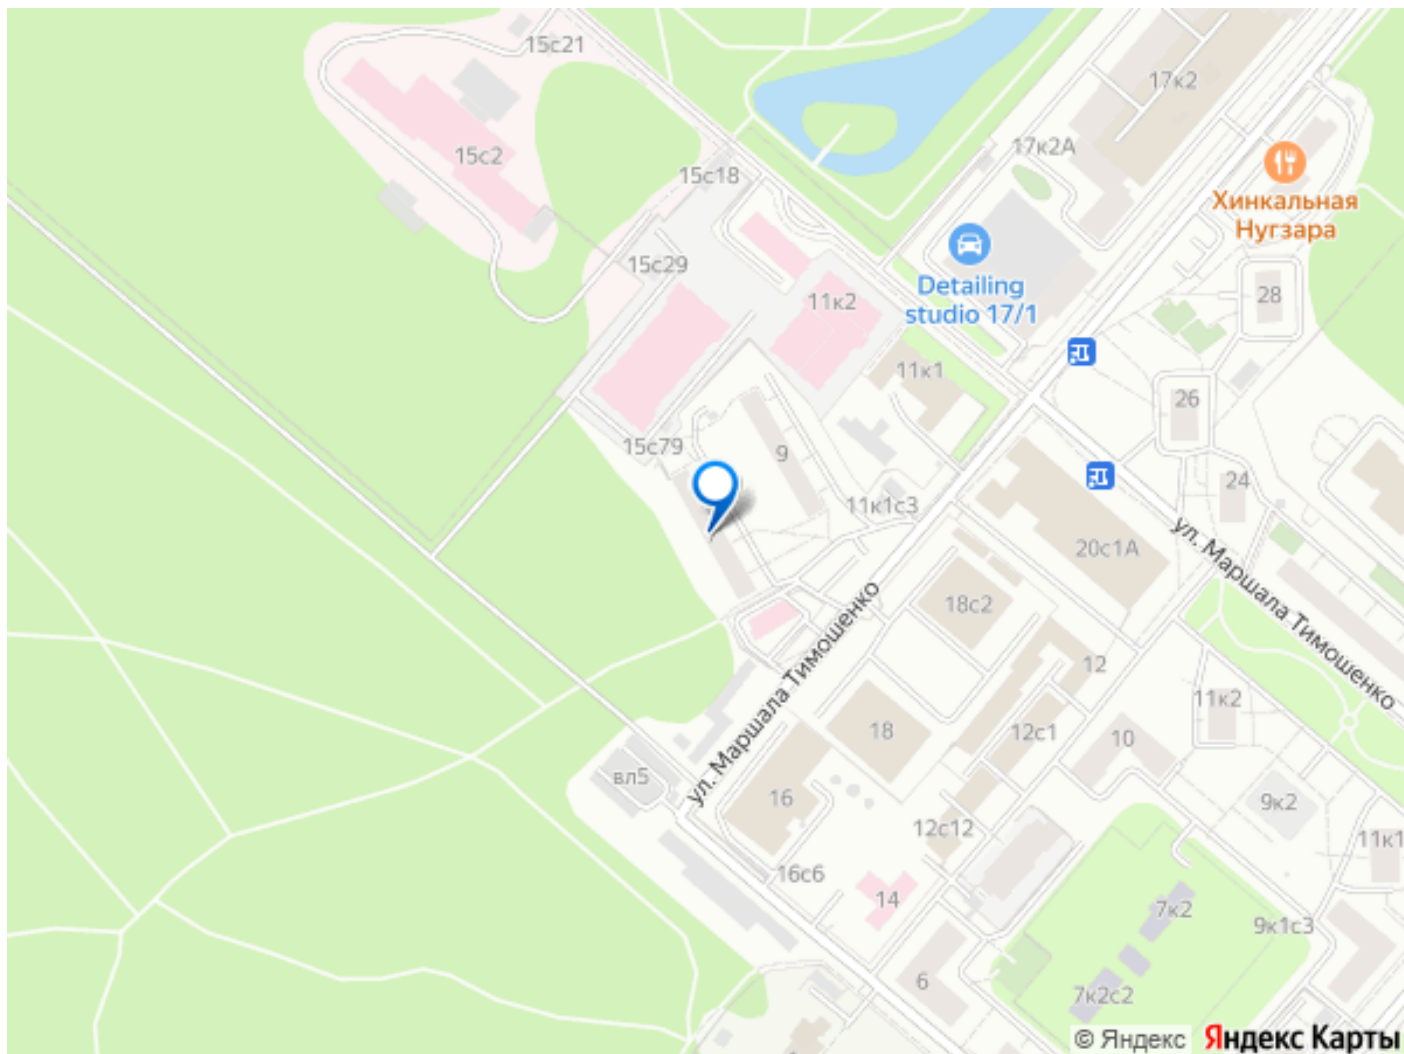 15с21
17к2
17к2А
15с2
15с18
Хинкальная
Нугзара
15с29
Detailing
studio 17/1
28
11к2
11к1
26
9
15с79
24
11к1с3
20с1А
ул. Маршала Тимошенко
18с2
ул. Маршала Тимошенко
12
11к2
18
12с1
10
вл5
16
9к2
12с12
11к1
16с6
14
7к2
9к1с3
6
7к2с2
© Яндекс Яндекс Карты